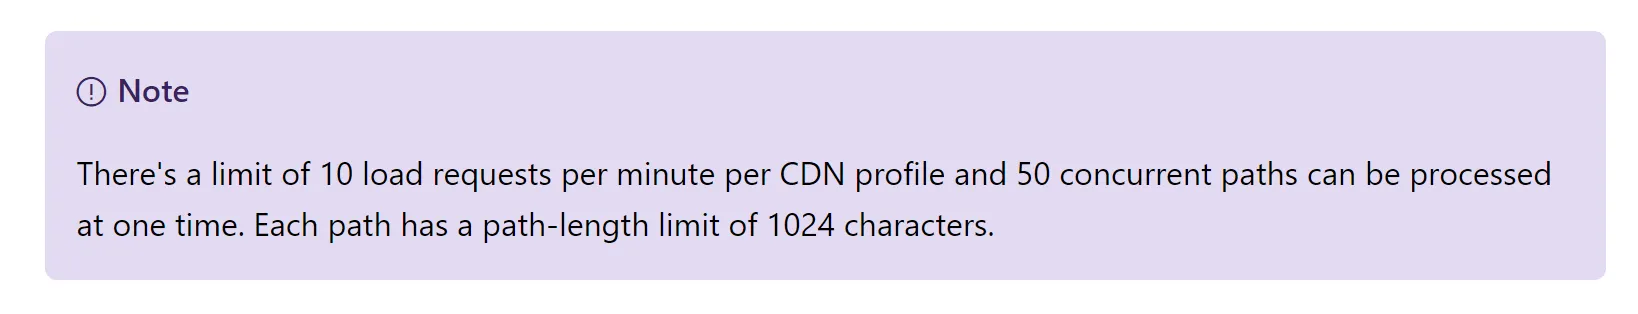 Note
There's a limit of 10 load requests per minute per CDN profile and 50 concurrent paths can be processed
at one time. Each path has a path-length limit of 1024 characters.